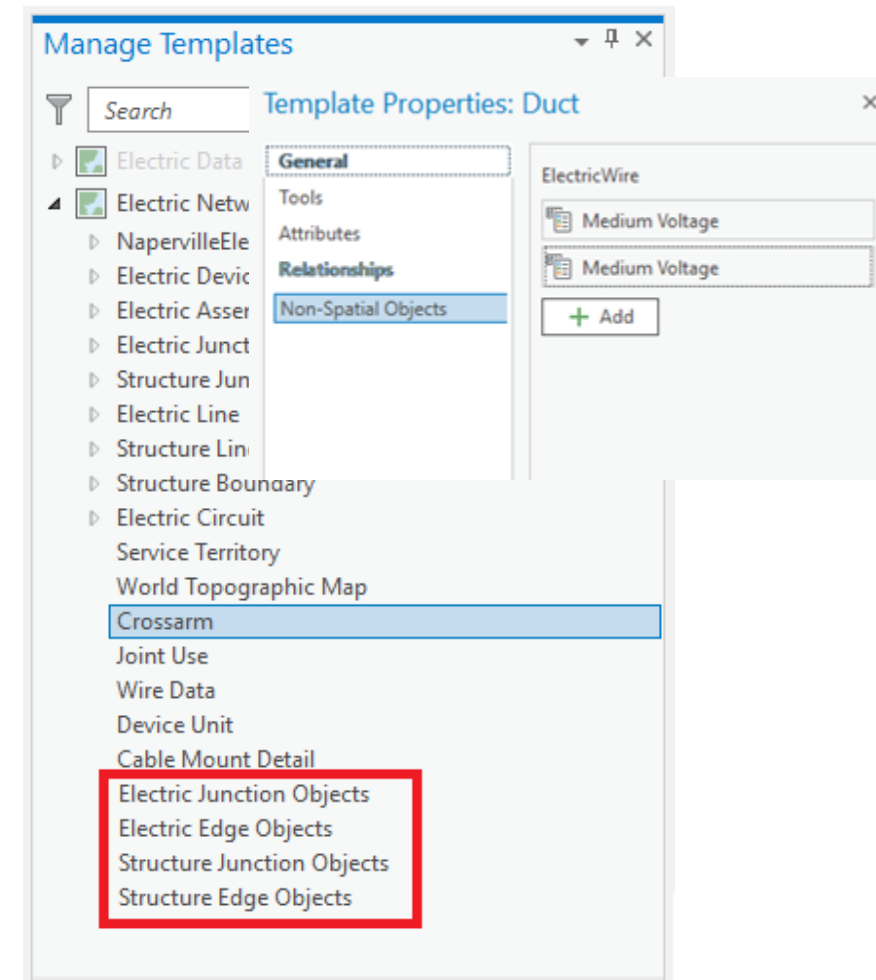 Manage Templates
Search
Electric Data
Electric Netw
NapervilleEle
Electric Devic
Electric Asser
Electric Junct
Structure Jun
Electric Line
Structure Lin
Structure Boundary
Electric Circuit
Service Territory
World Topographic Map
Crossarm
Joint Use
Wire Data
Device Unit
Cable Mount Detail
Electric Junction Objects
Electric Edge Objects
Structure Junction Objects
Structure Edge Objects
Template Properties: Duct
General
Tools
Attributes
Relationships
Non-Spatial Objects
ElectricWire
Medium Voltage
Medium Voltage
+ Add